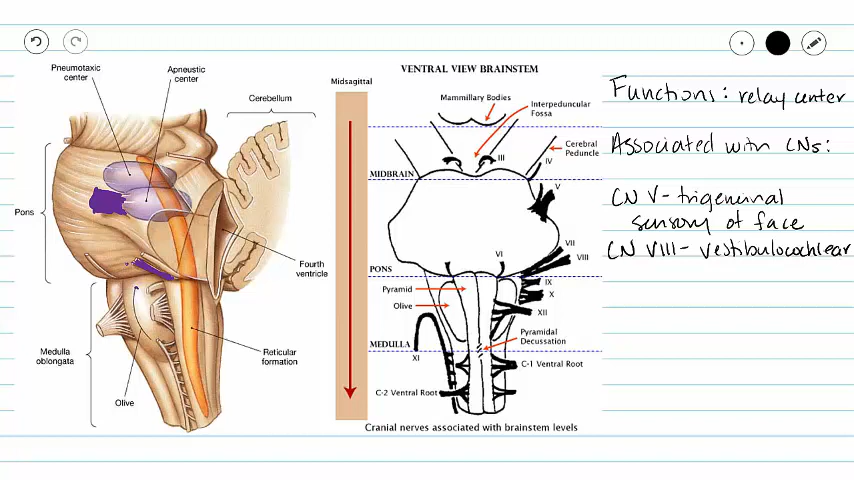 Pneumotaxic
center
Apneustic
center
Cerebellum
Pons
Fourth
ventricle
Medulla
oblongata
Reticular
formation
Olive
Midsagittal
VENTRAL VIEW BRAINSTEM
Mammillary Bodies
Interpeduncular
Fossa
Cerebral
Peduncle
III
IV
MIDBRAIN
V
VI
VII
VIII
PONS
IX
X
Pyramid
Olive
XII
Pyramidal
Decussation
MEDULLA
XI
C-1 Ventral Root
C-2 Ventral Root
Cranial nerves associated with brainstem levels
Functions: relay center
Associated with CNs:
CN V - trigeminal
sensory of face
CN VIII - vestibulocochlear